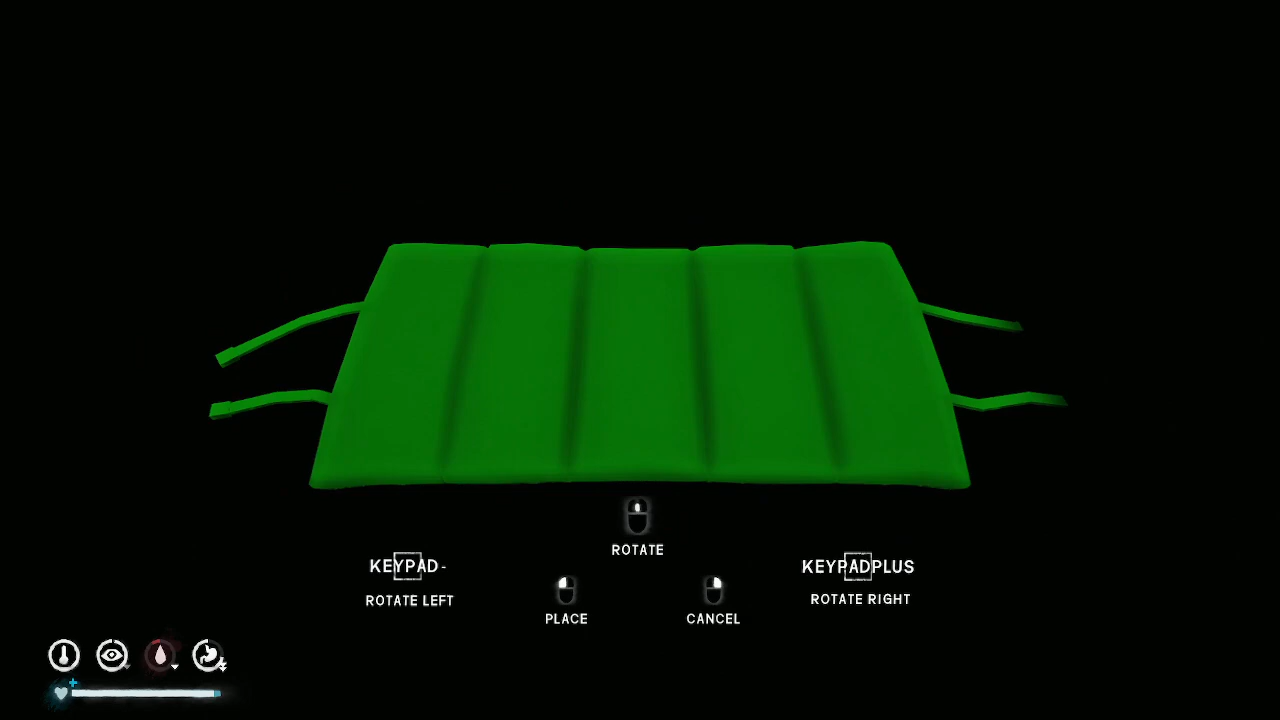 ROTATE
KEYPAD-
KEYPADPLUS
ROTATE LEFT
ROTATE RIGHT
PLACE
CANCEL